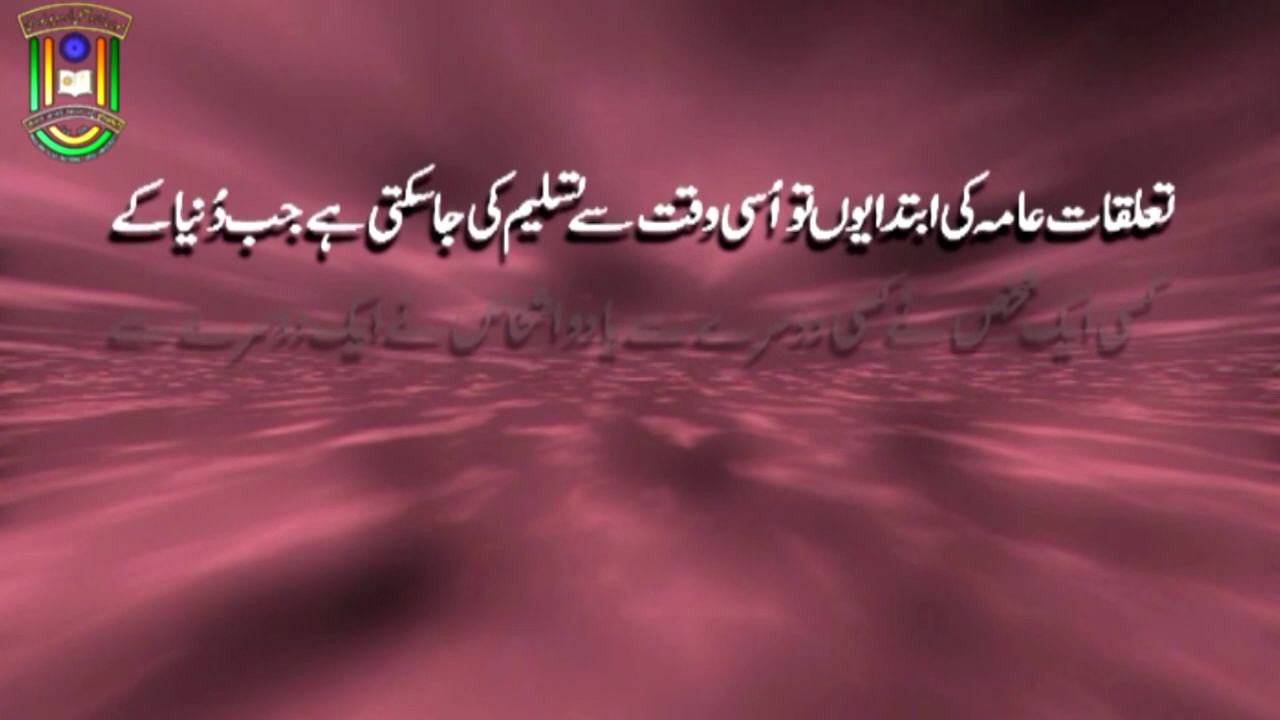 تعلقات عامہ کی ابتدا یوں تو اُسی وقت سے تسلیم کی جاسکتی ہے جب دُنیا کے
کسی ایک شخص نے کسی دوسرے سے یا دو اشخاص نے ایک دوسرے سے